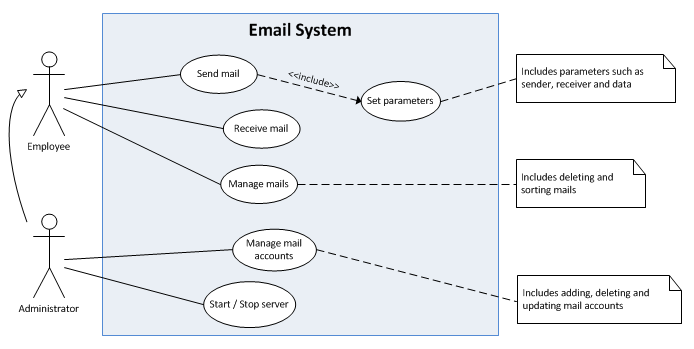 Email System
Send mail
<<include>>
Set parameters
Includes parameters such as
sender, receiver and data
Receive mail
Employee
Manage mails
Includes deleting and
sorting mails
Manage mail
accounts
Start / Stop server
Administrator
Includes adding, deleting and
updating mail accounts